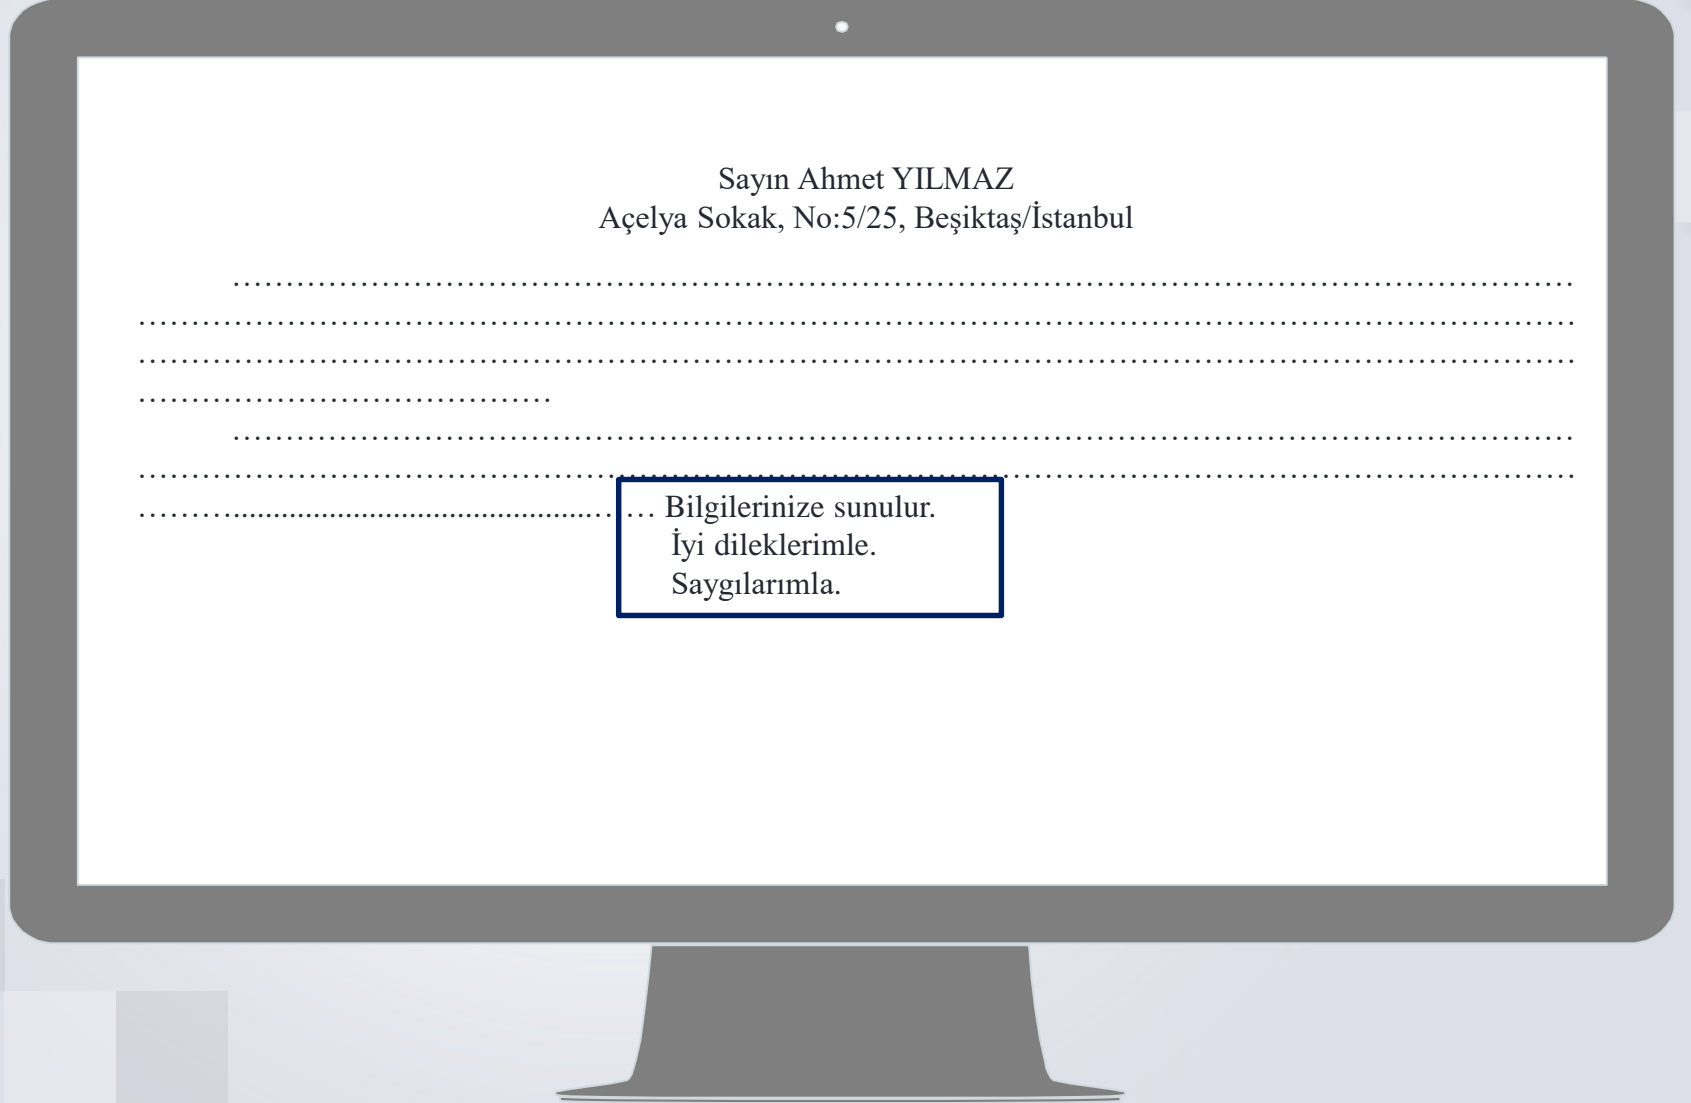 Sayın Ahmet YILMAZ
Açelya Sokak, No:5/25, Beşiktaş/İstanbul
……………………………………………………………………………………………………………
……………………………………………………………………………………………………………………
……………………………………………………………………………………………………………………
…………………………………
……………………………………………………………………………………………………………
……………………………………………………………………………………………………………………
………......................................…… Bilgilerinize sunulur.
İyi dileklerimle.
Saygılarımla.